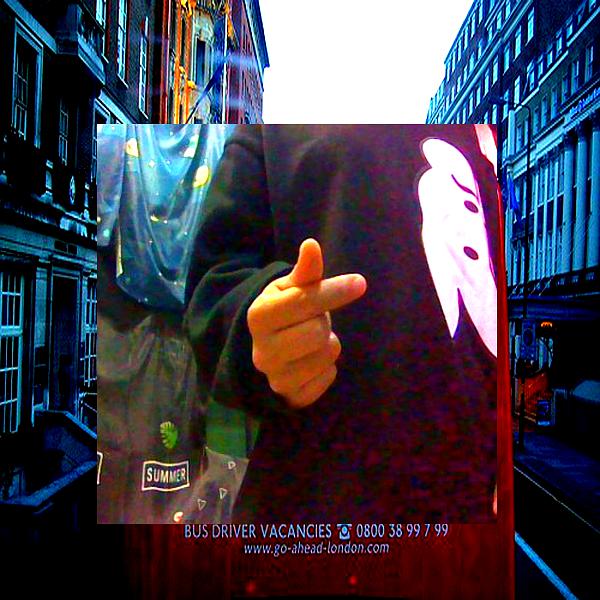 SUMMER
BUS DRIVER VACANCIES ☎ 0800 38 99 7 99
www.go-ahead-london.com